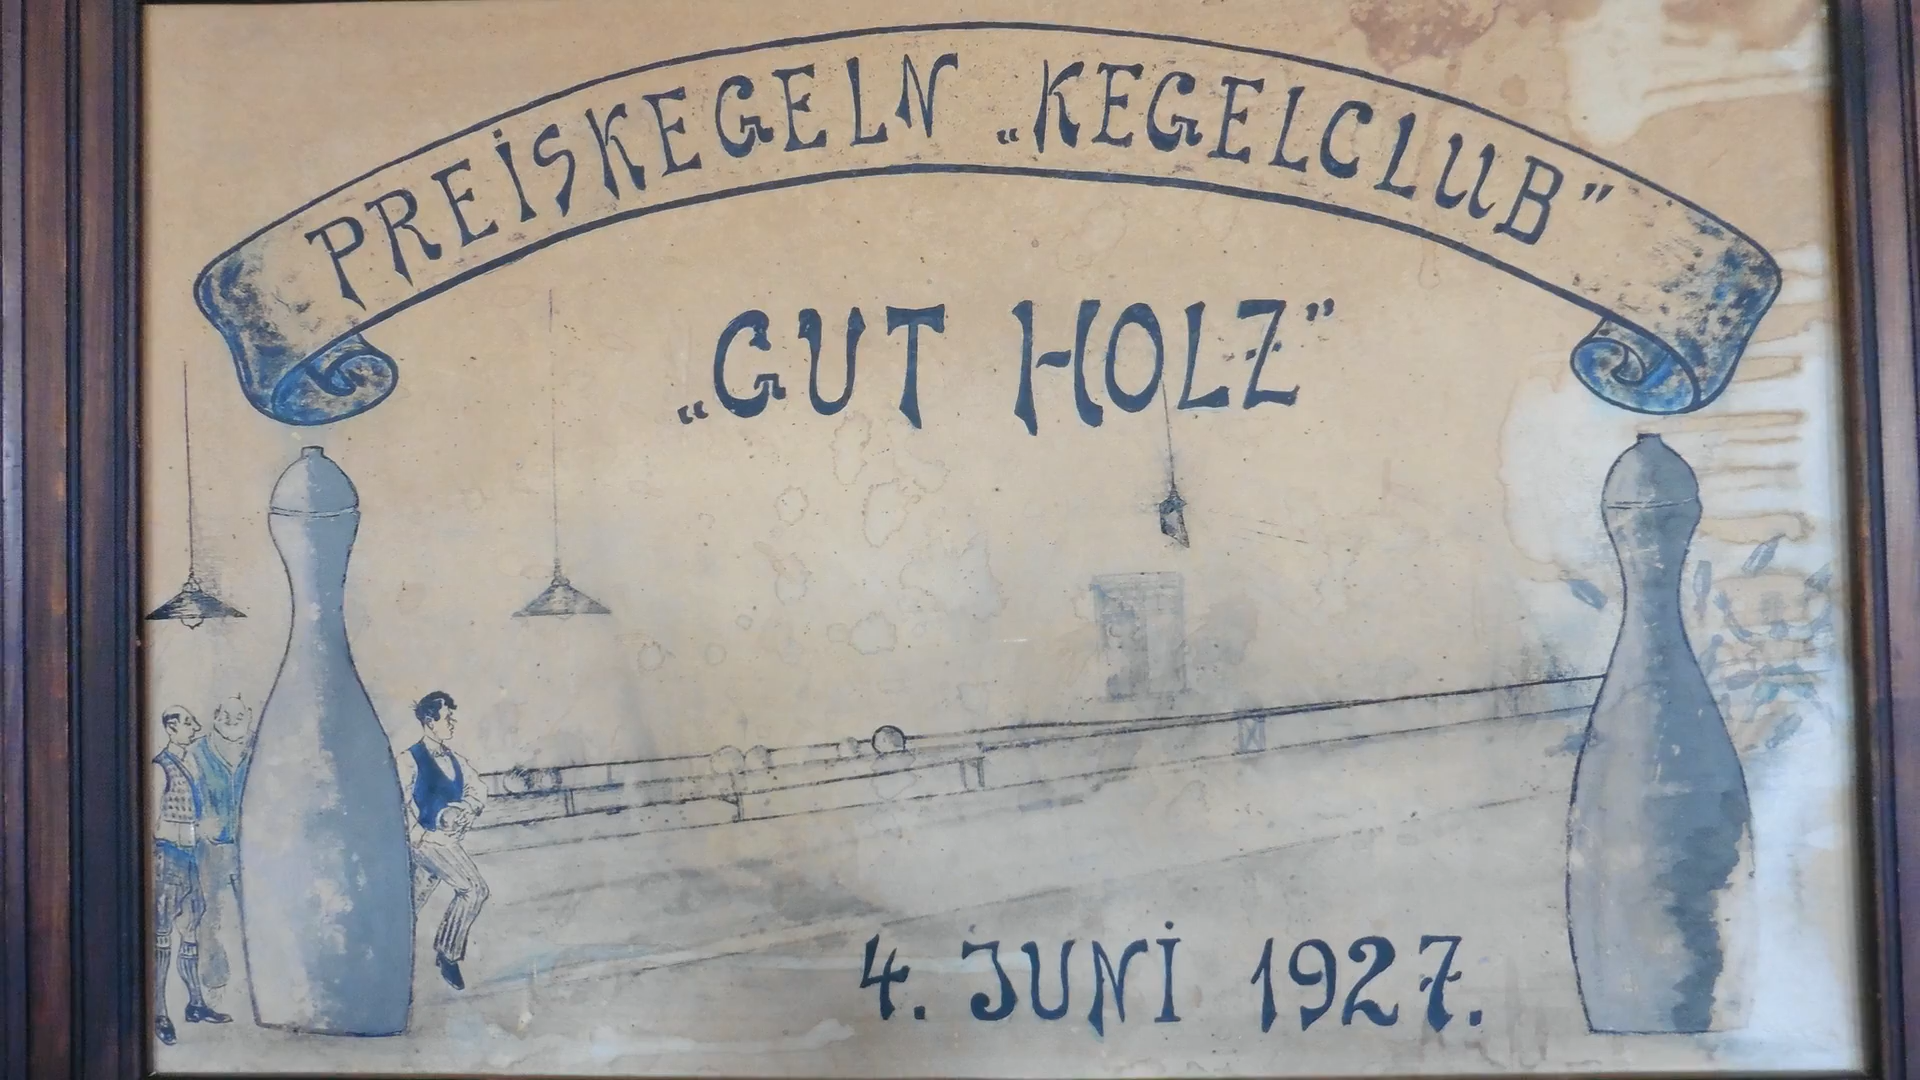 PREiSKEGELN „KEGELCLUB”
„GUT HOLZ”
4. JUNi 1927.